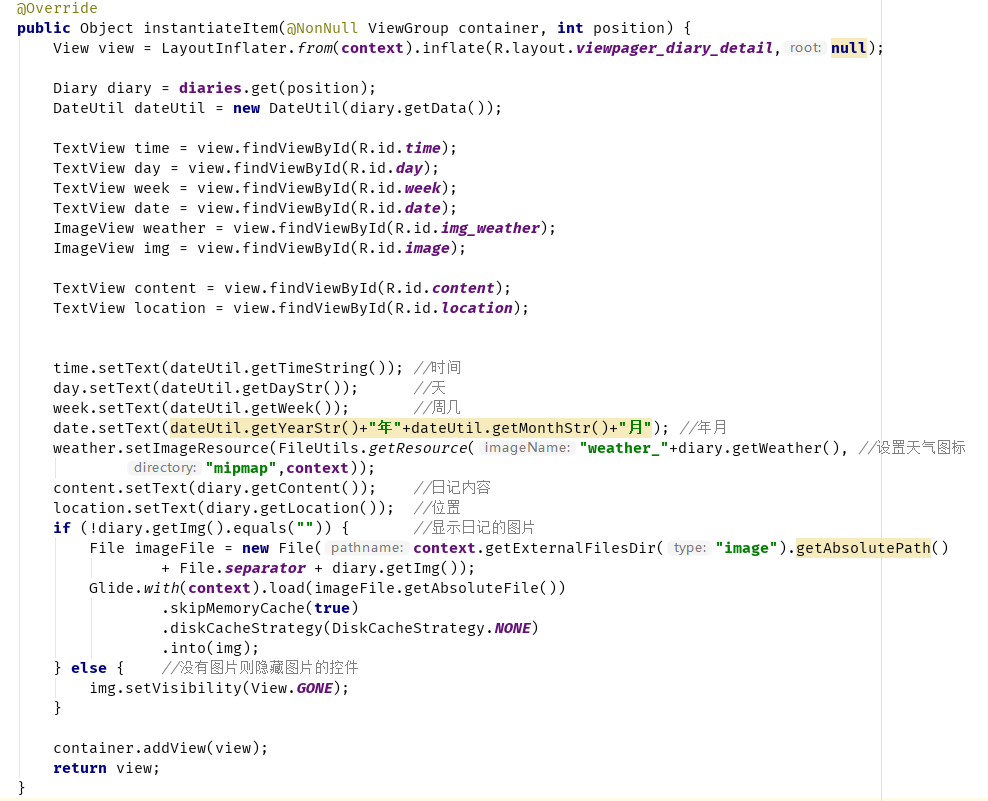 @Override
public Object instantiateItem(@NonNull ViewGroup container, int position) {
View view = LayoutInflater.from(context).inflate(R.layout.viewpager_diary_detail, root: null);
Diary diary = diaries.get(position);
DateUtil dateUtil = new DateUtil(diary.getData());
TextView time = view.findViewById(R.id.time);
TextView day = view.findViewById(R.id.day);
TextView week = view.findViewById(R.id.week);
TextView date = view.findViewById(R.id.date);
ImageView weather = view.findViewById(R.id.img_weather);
ImageView img = view.findViewById(R.id.image);
TextView content = view.findViewById(R.id.content);
TextView location = view.findViewById(R.id.location);
time.setText(dateUtil.getTimeString()); //时间
day.setText(dateUtil.getDayStr()); //天
week.setText(dateUtil.getWeek()); //周几
date.setText(dateUtil.getYearStr()+"年"+dateUtil.getMonthStr()+"月"); //年月
weather.setImageResource(FileUtils.getResource( imageName: "weather_"+diary.getWeather(), //设置天气图标
directory: "mipmap",context));
content.setText(diary.getContent()); //日记内容
location.setText(diary.getLocation()); //位置
if (!diary.getImg().equals("")) { //显示日记的图片
File imageFile = new File( pathname: context.getExternalFilesDir( type: "image").getAbsolutePath()
+ File.separator + diary.getImg());
Glide.with(context).load(imageFile.getAbsoluteFile())
.skipMemoryCache(true)
.diskCacheStrategy(DiskCacheStrategy.NONE)
.into(img);
} else { //没有图片则隐藏图片的控件
img.setVisibility(View.GONE);
}
container.addView(view);
return view;
}